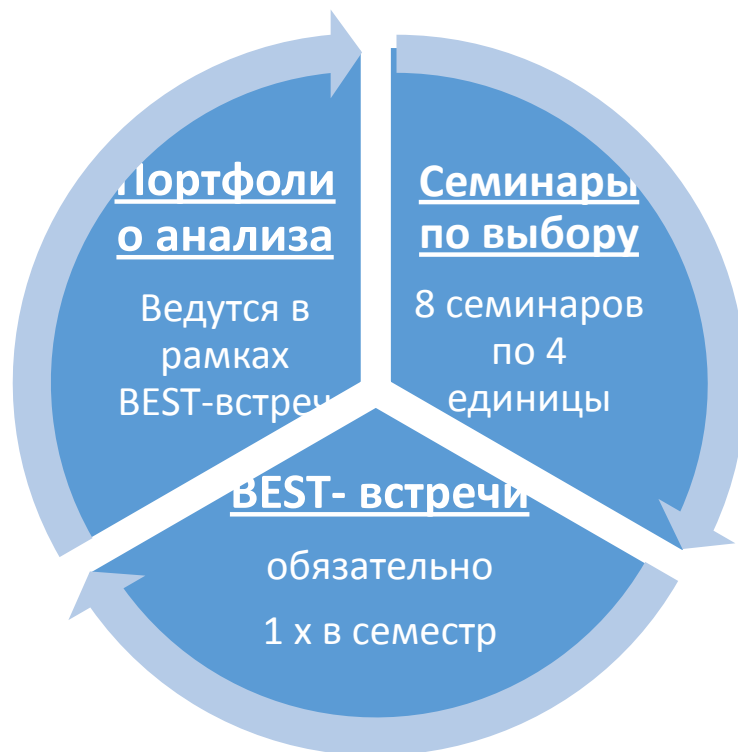 Портфоли
о анализа
Ведутся в
рамках
BEST-встреч
Семинары
по выбору
8 семинаров
по 4
единицы
BEST- встречи
обязательно
1 х в семестр